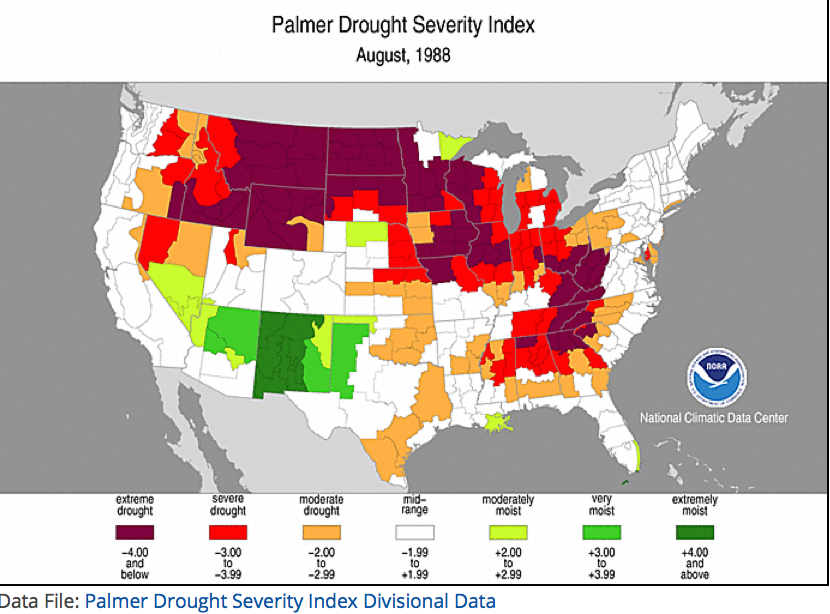 Palmer Drought Severity Index
August, 1988
NOAA
National Climatic Data Center
extreme drought
severe drought
moderate drought
mid-range
moderately moist
very moist
extremely moist
−4.00 and below
−3.00 to −3.99
−2.00 to −2.99
−1.99 to +1.99
+2.00 to +2.99
+3.00 to +3.99
+4.00 and above
Data File: Palmer Drought Severity Index Divisional Data